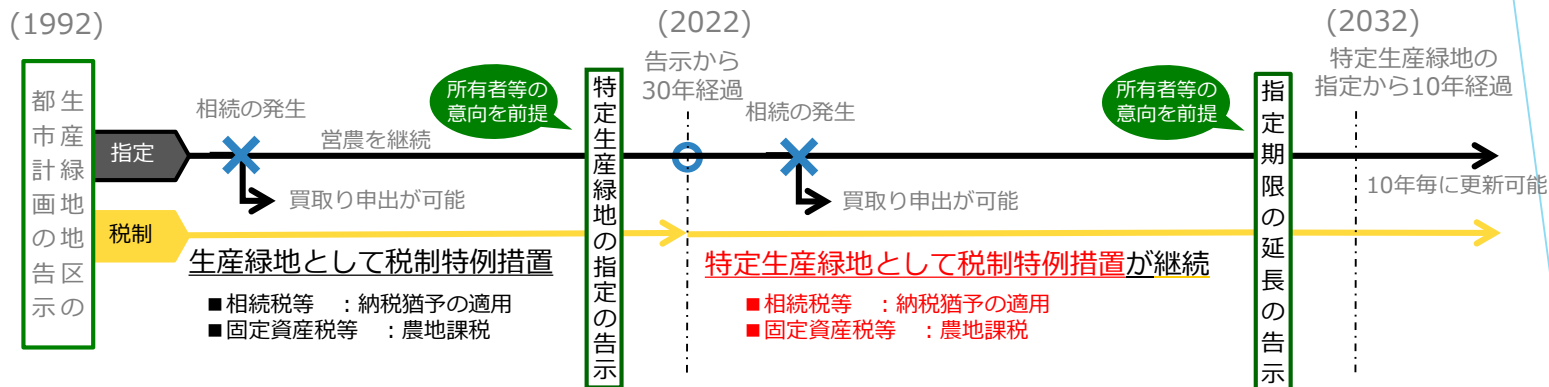 (1992)
(2022)
(2032)
生産緑地地区の
都市計画の告示
指定
税制
相続の発生
営農を継続
買取り申出が可能
所有者等の
意向を前提
特定生産緑地の指定の告示
告示から
30年経過
相続の発生
買取り申出が可能
所有者等の
意向を前提
指定期限の延長の告示
特定生産緑地の
指定から10年経過
10年毎に更新可能
生産緑地として税制特例措置
■相続税等　：納税猶予の適用
■固定資産税等　：農地課税
特定生産緑地として税制特例措置が継続
■相続税等　：納税猶予の適用
■固定資産税等　：農地課税